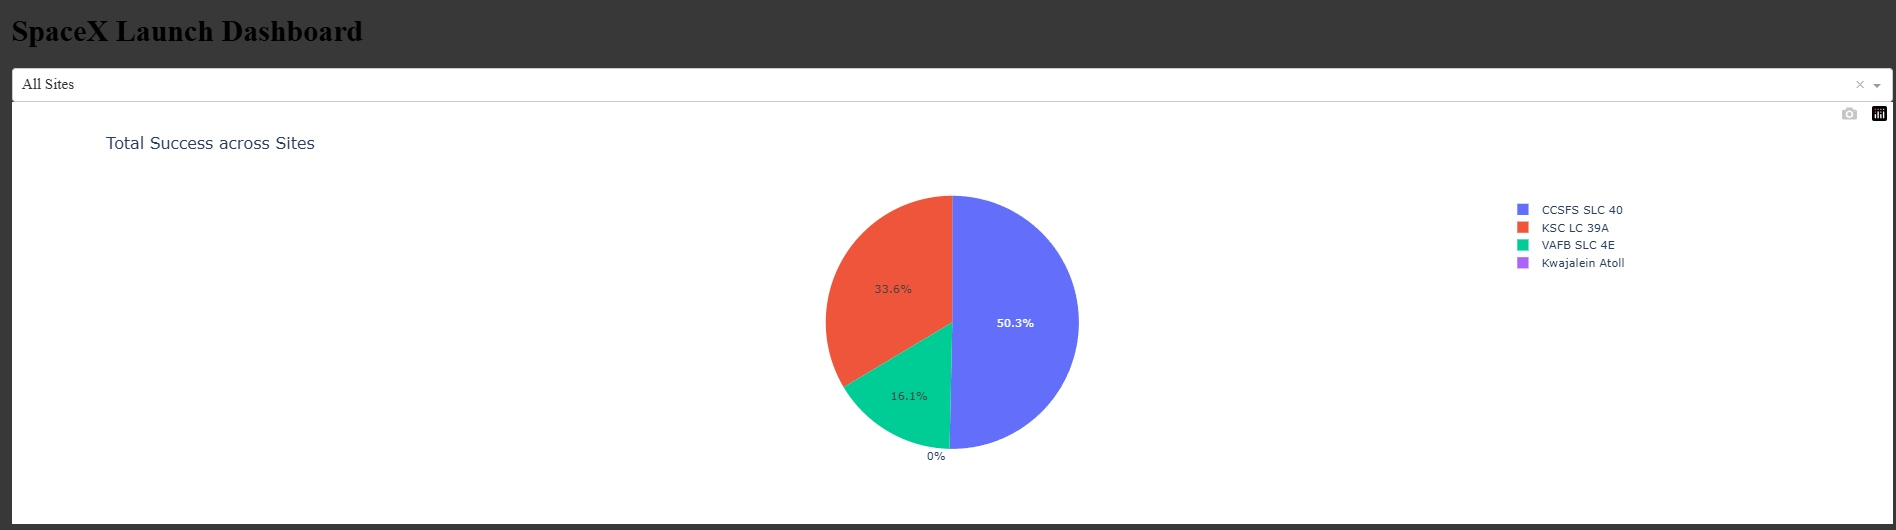 SpaceX Launch Dashboard
All Sites
Total Success across Sites
CCSFS SLC 40
KSC LC 39A
VAFB SLC 4E
Kwajalein Atoll
33.6%
50.3%
16.1%
0%